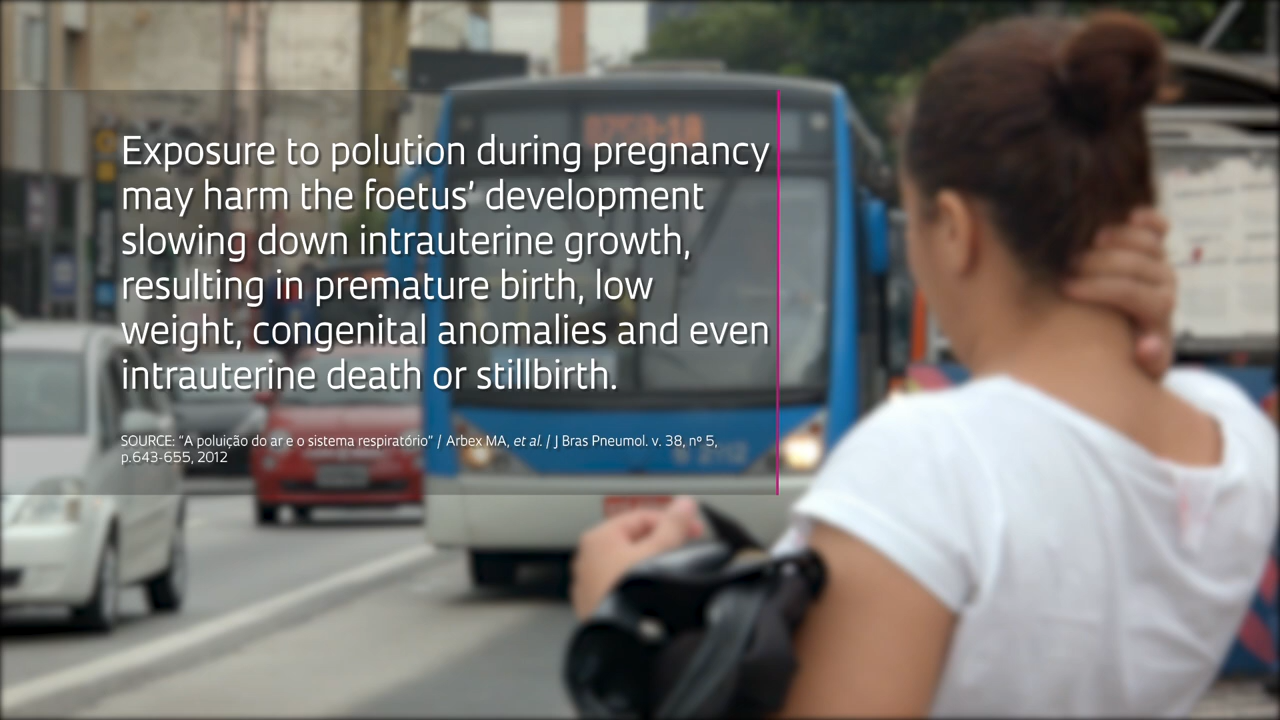 Exposure to polution during pregnancy
may harm the foetus’ development
slowing down intrauterine growth,
resulting in premature birth, low
weight, congenital anomalies and even
intrauterine death or stillbirth.
SOURCE: “A poluição do ar e o sistema respiratório” / Arbex MA, et al. / J Bras Pneumol. v. 38, nº 5,
p.643-655, 2012